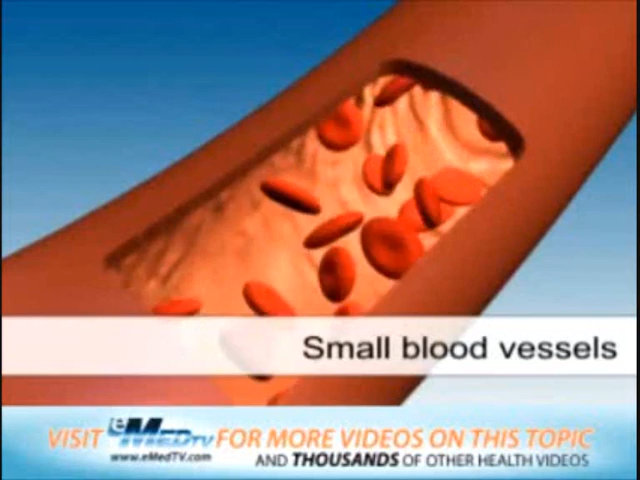 Small blood vessels
VISIT eMedTV FOR MORE VIDEOS ON THIS TOPIC
www.eMedTV.com AND THOUSANDS OF OTHER HEALTH VIDEOS